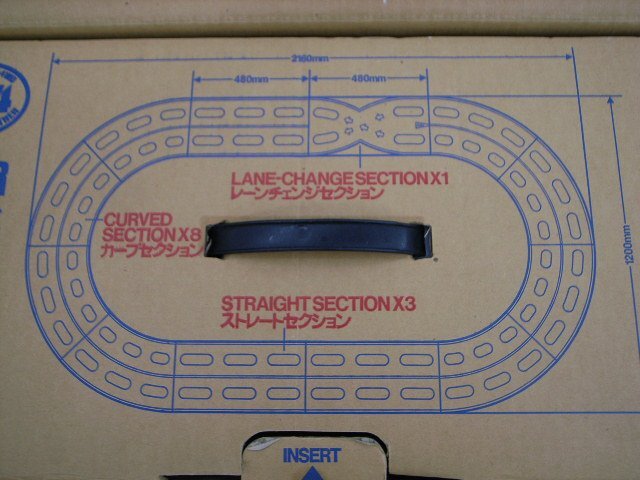 2160mm
480mm 480mm
LANE-CHANGE SECTION X1
レーンチェンジセクション
CURVED
SECTION X8
カーブセクション
1200mm
STRAIGHT SECTION X3
ストレートセクション
INSERT